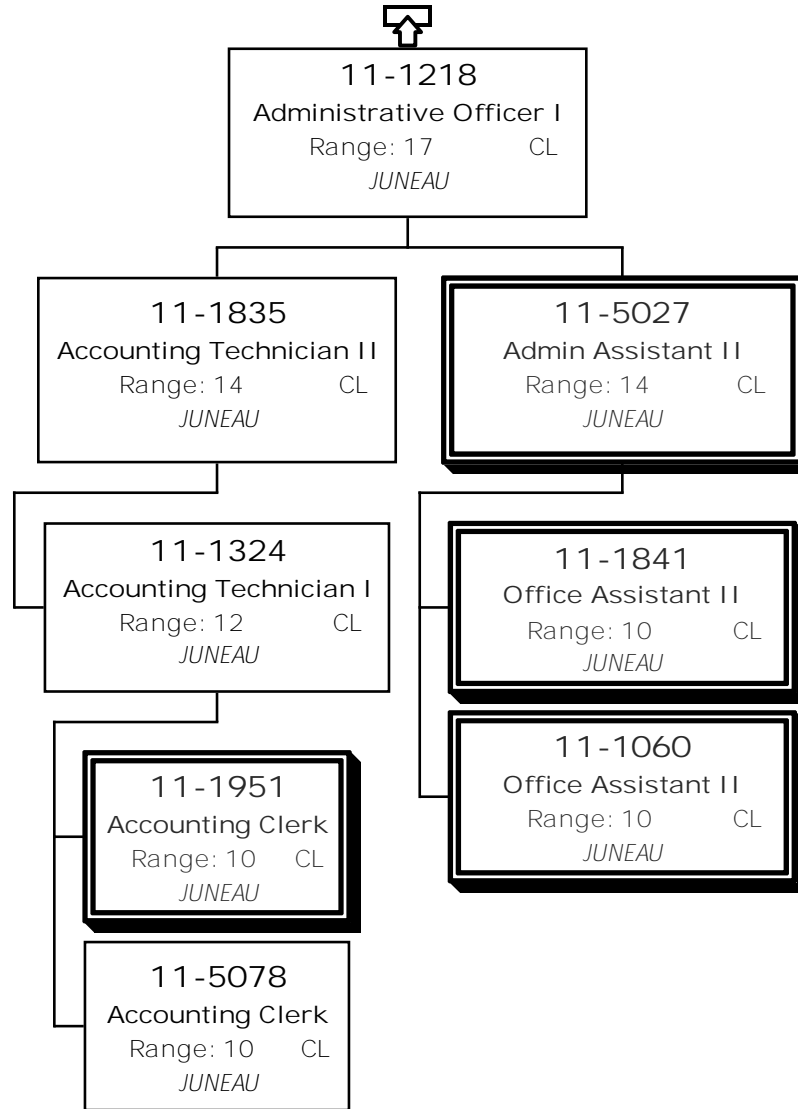 11-1218
Administrative Officer I
Range: 17 CL
JUNEAU
11-1835
Accounting Technician II
Range: 14 CL
JUNEAU
11-5027
Admin Assistant II
Range: 14 CL
JUNEAU
11-1324
Accounting Technician I
Range: 12 CL
JUNEAU
11-1841
Office Assistant II
Range: 10 CL
JUNEAU
11-1060
Office Assistant II
Range: 10 CL
JUNEAU
11-1951
Accounting Clerk
Range: 10 CL
JUNEAU
11-5078
Accounting Clerk
Range: 10 CL
JUNEAU